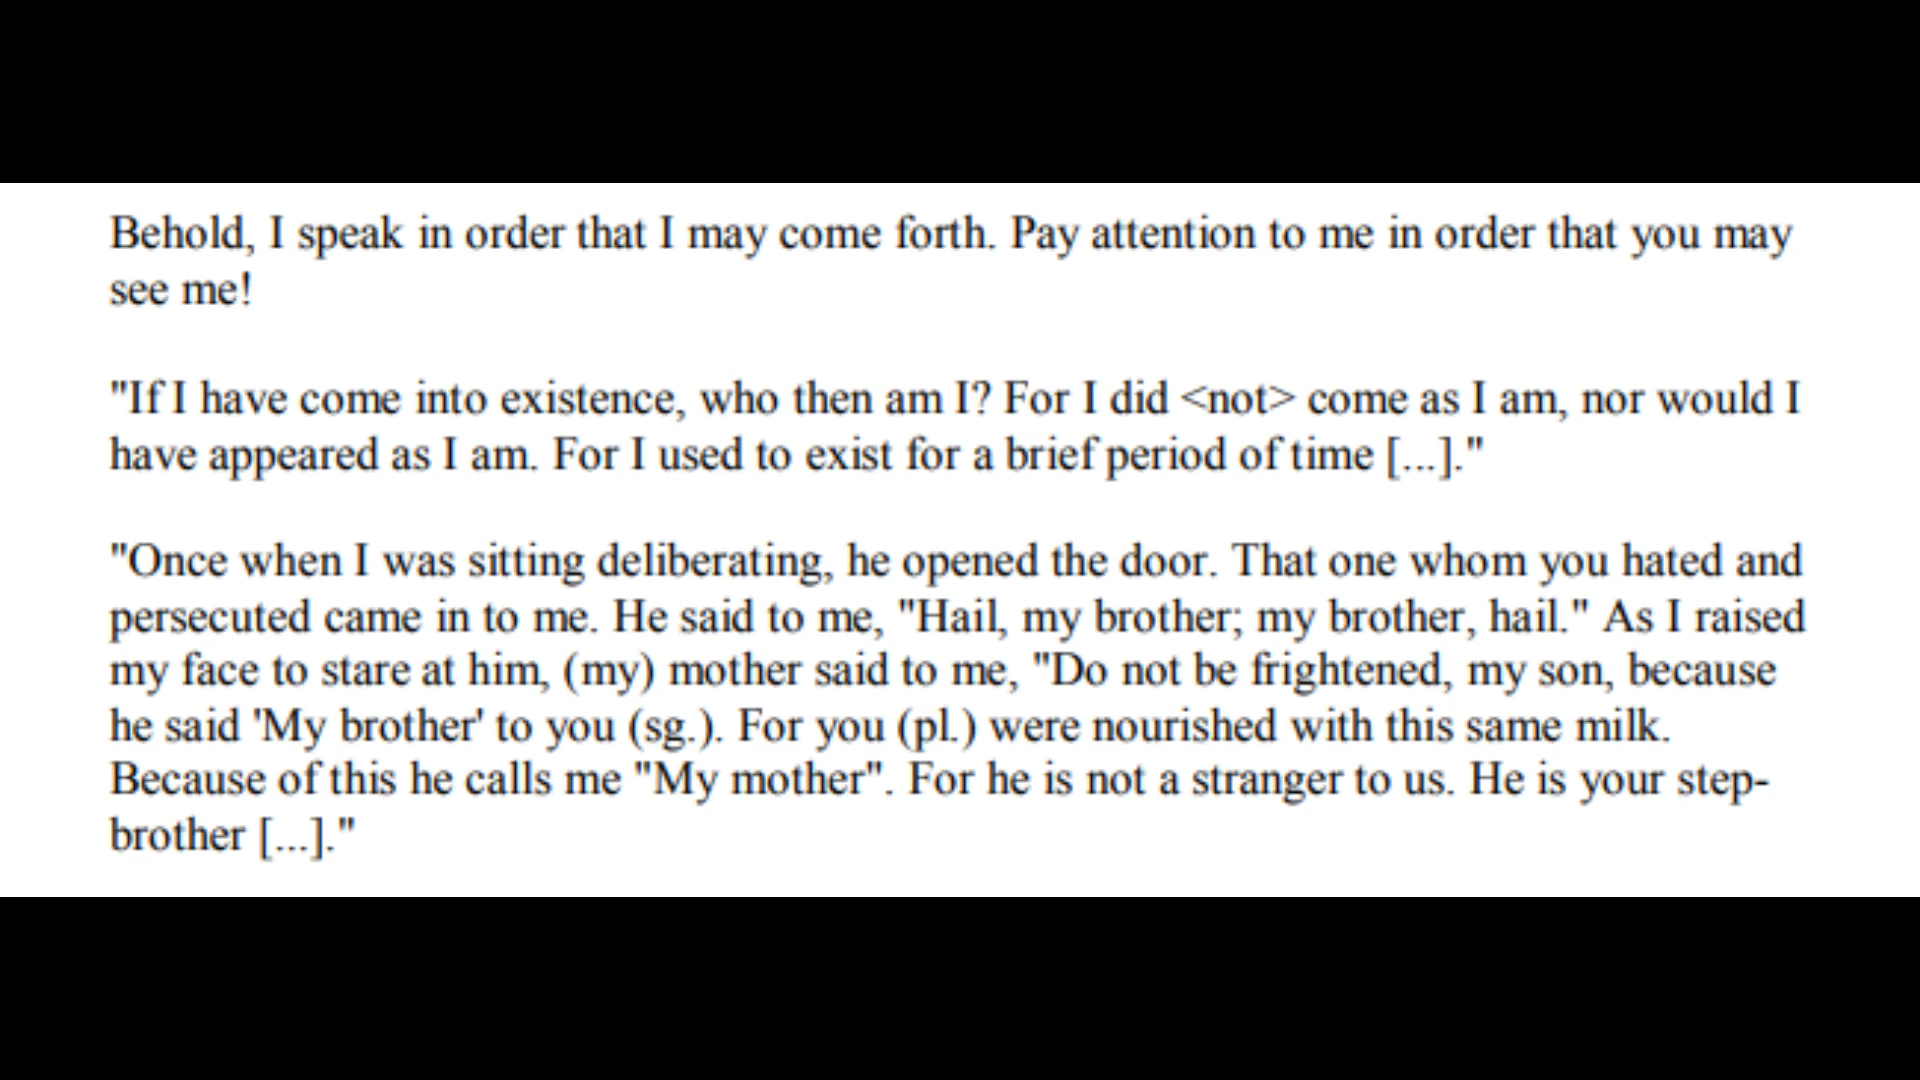 Behold, I speak in order that I may come forth. Pay attention to me in order that you may
see me!
"If I have come into existence, who then am I? For I did <not> come as I am, nor would I
have appeared as I am. For I used to exist for a brief period of time [...]."
"Once when I was sitting deliberating, he opened the door. That one whom you hated and
persecuted came in to me. He said to me, "Hail, my brother; my brother, hail." As I raised
my face to stare at him, (my) mother said to me, "Do not be frightened, my son, because
he said 'My brother' to you (sg.). For you (pl.) were nourished with this same milk.
Because of this he calls me "My mother". For he is not a stranger to us. He is your step-
brother [...]."